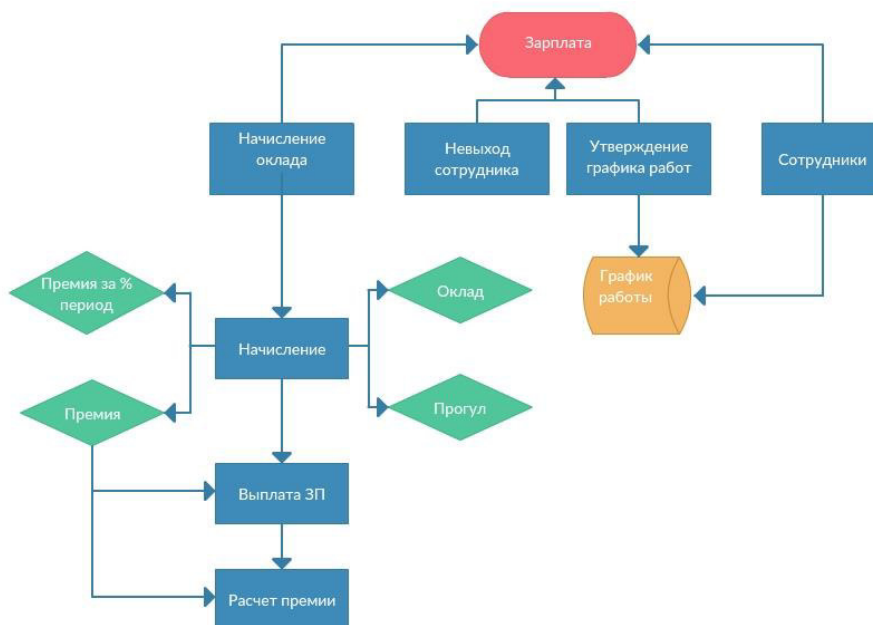 Зарплата
Начисление
оклада
Невыход
сотрудника
Утверждение
графика работ
Сотрудники
Премия за %
период
Оклад
График
работы
Начисление
Премия
Прогул
Выплата ЗП
Расчет премии